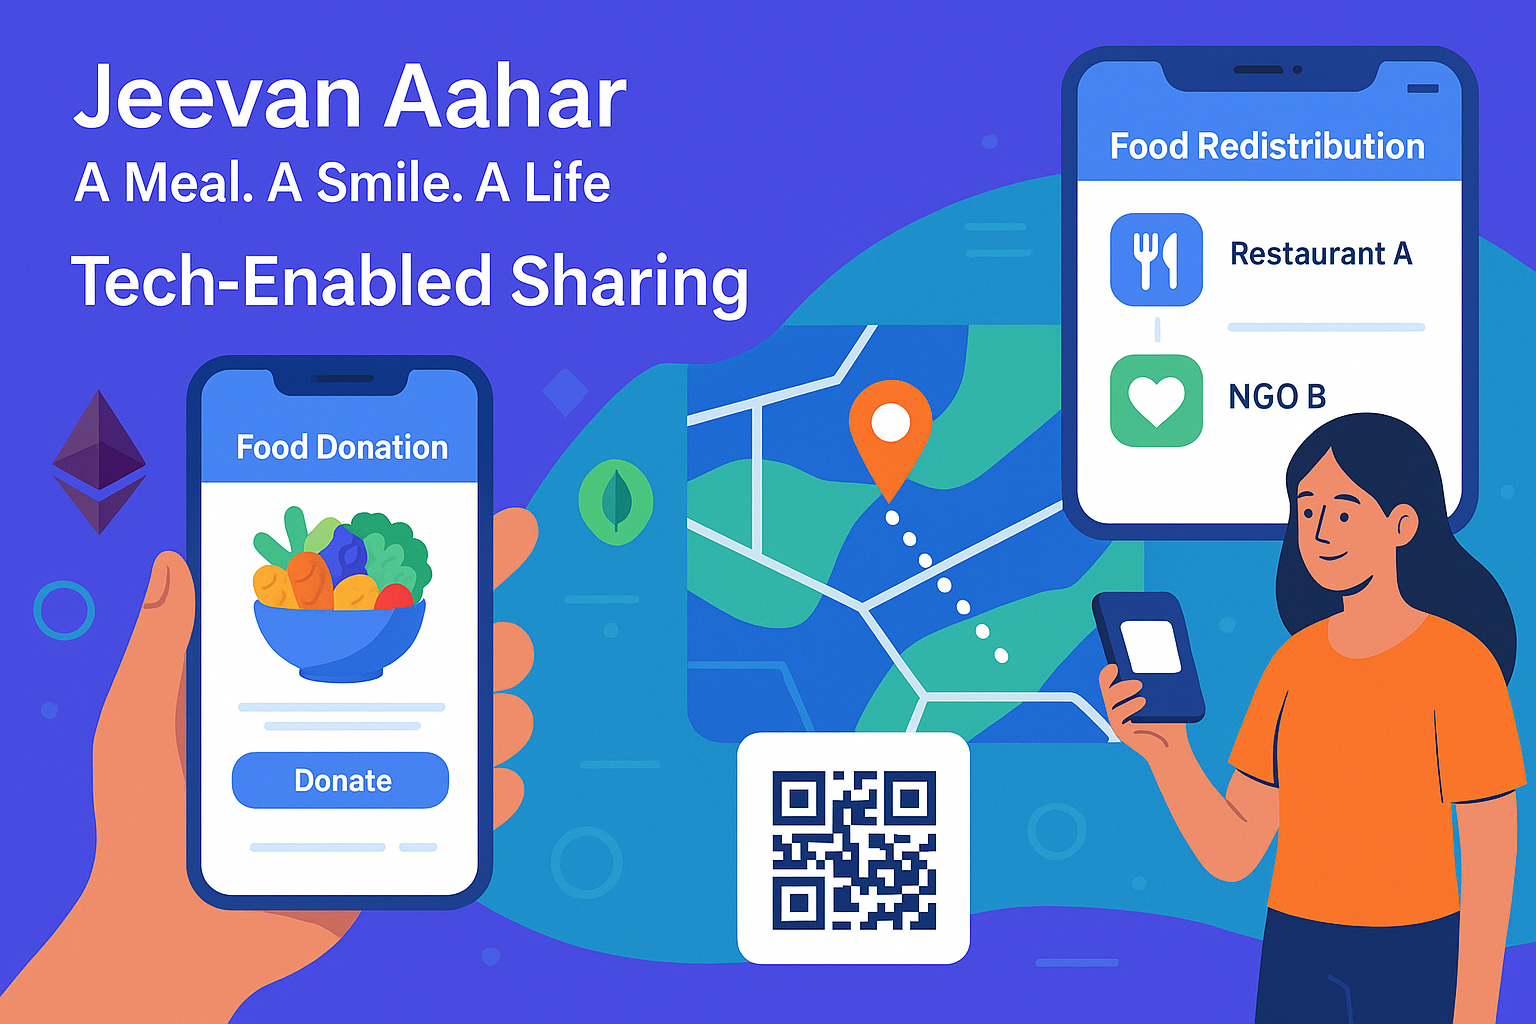 Jeevan Aahar
A Meal. A Smile. A Life
Tech-Enabled Sharing
Food Donation
Donate
Food Redistribution
Restaurant A
NGO B